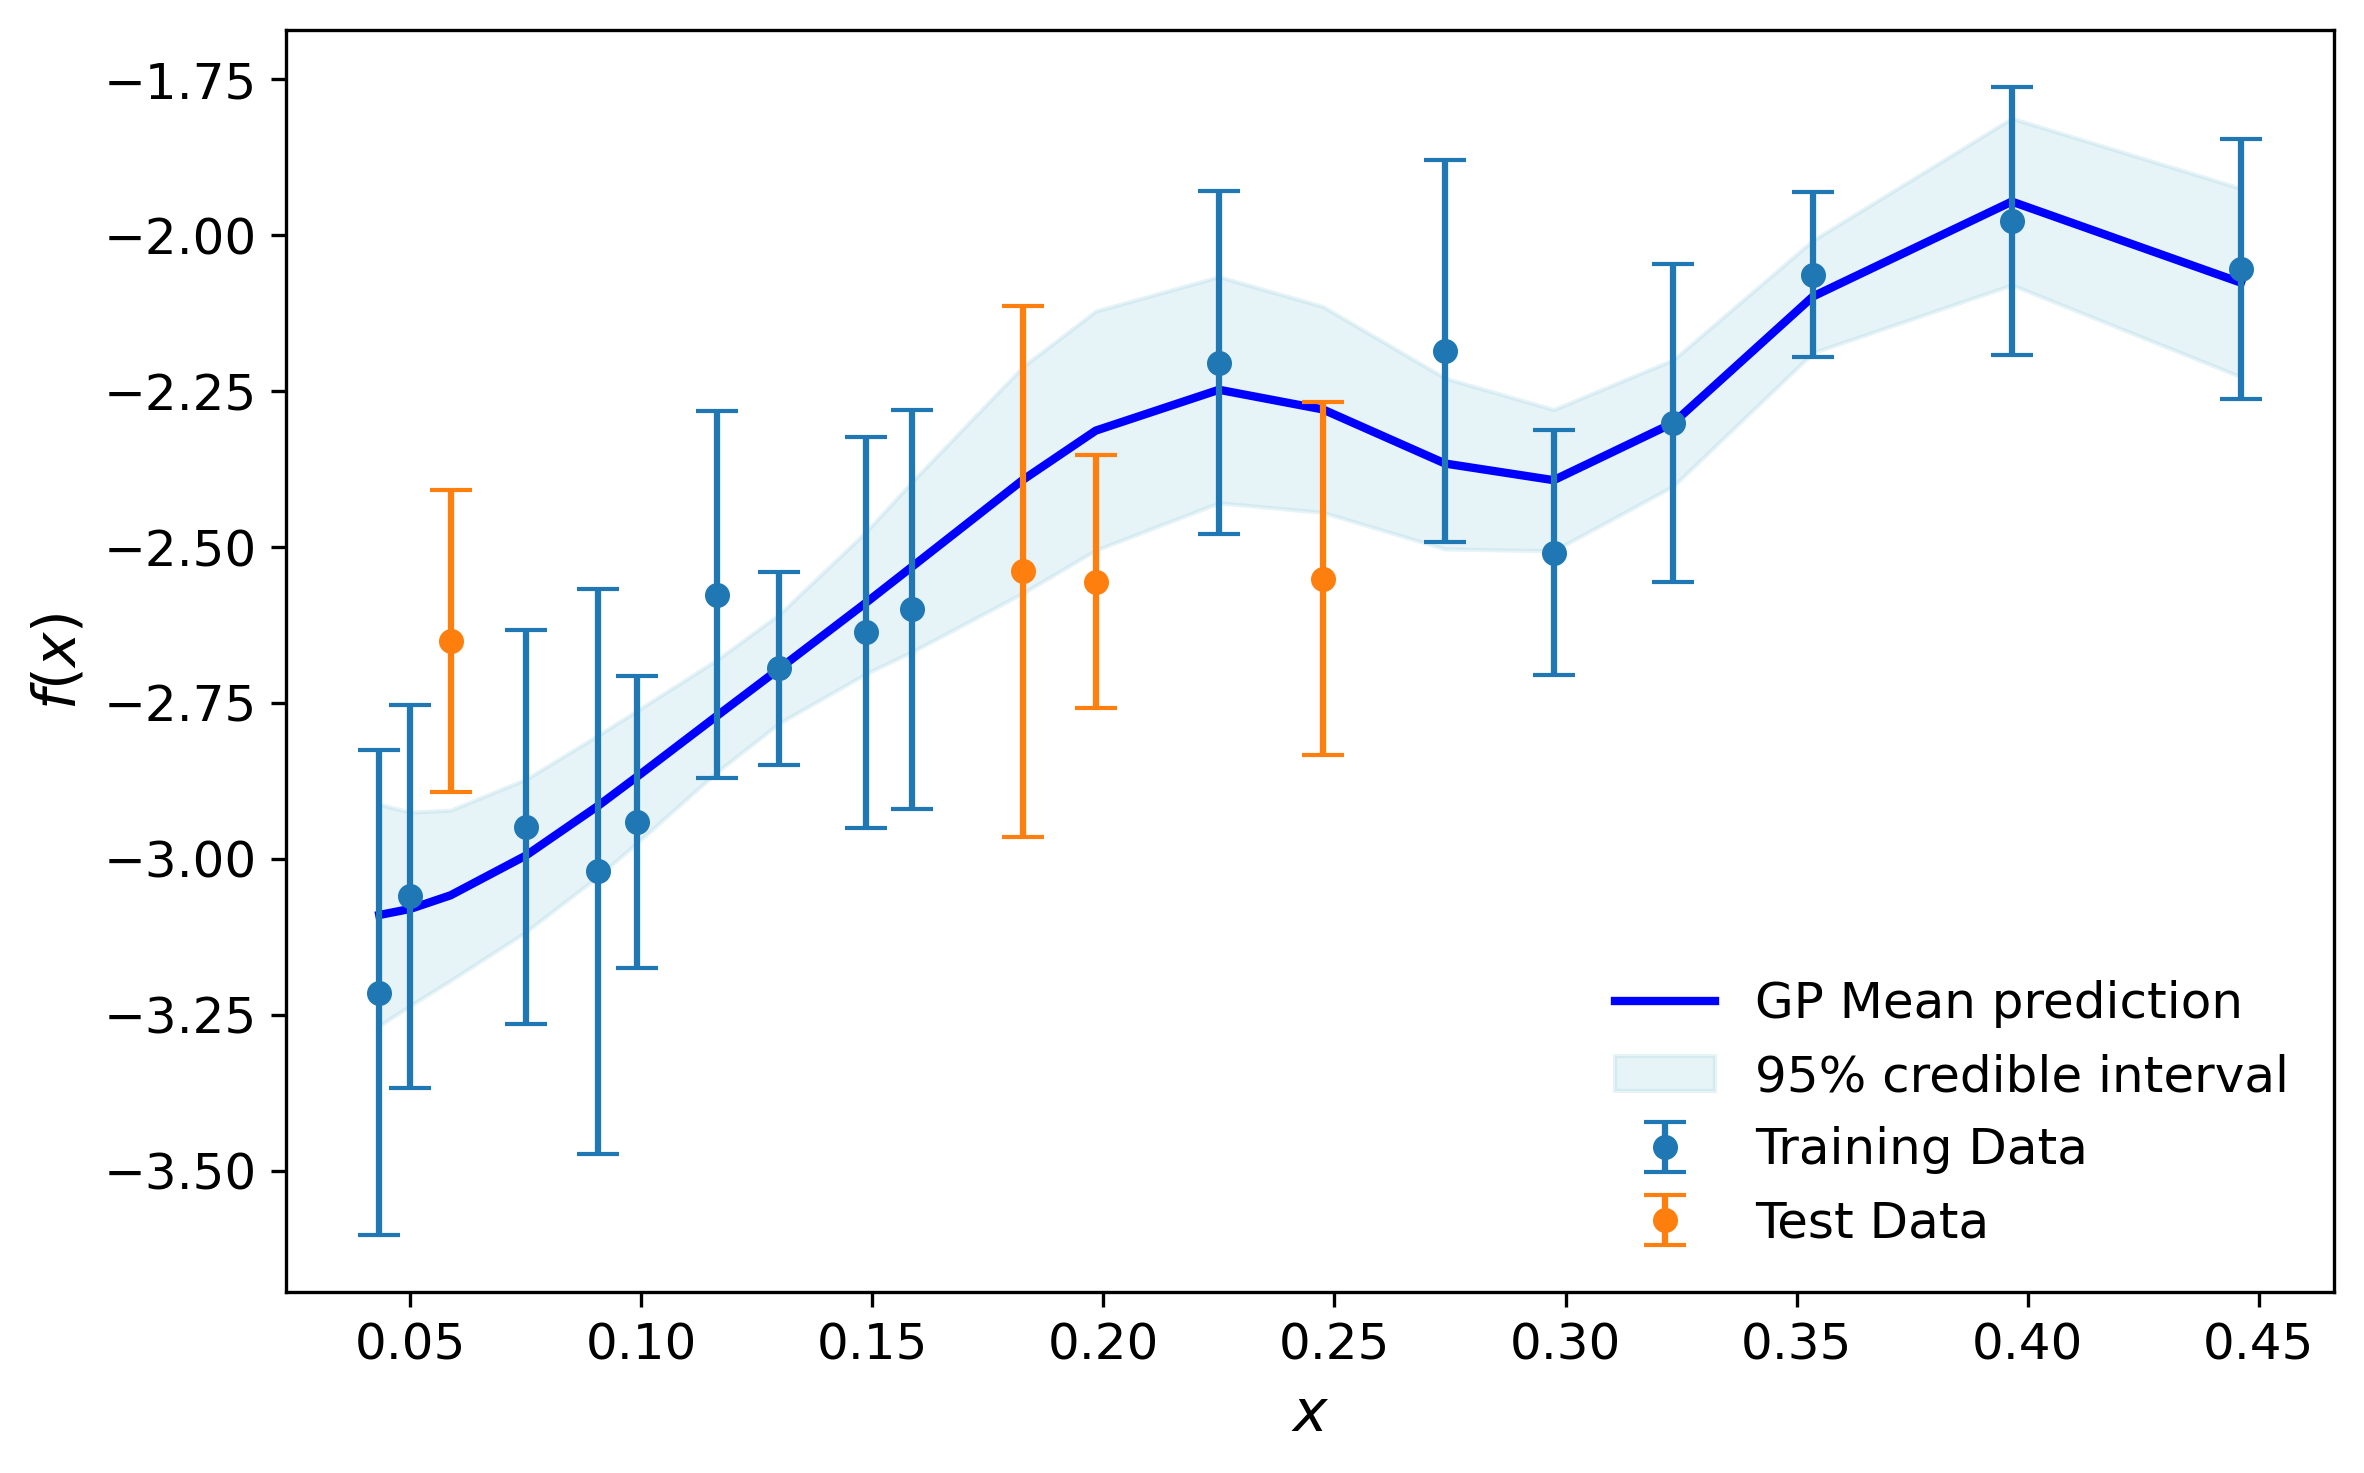 −1.75
−2.00
−2.25
−2.50
−2.75
−3.00
−3.25
−3.50
f(x)
GP Mean prediction
95% credible interval
Training Data
Test Data
0.05 0.10 0.15 0.20 0.25 0.30 0.35 0.40 0.45
x